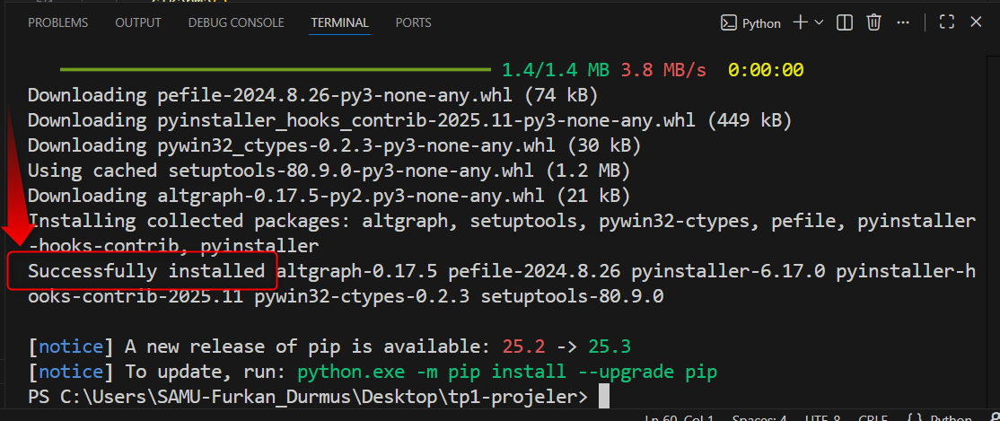 PROBLEMS OUTPUT DEBUG CONSOLE TERMINAL PORTS Python
1.4/1.4 MB 3.8 MB/s 0:00:00
Downloading pefile-2024.8.26-py3-none-any.whl (74 kB)
Downloading pyinstaller_hooks_contrib-2025.11-py3-none-any.whl (449 kB)
Downloading pywin32_ctypes-0.2.3-py3-none-any.whl (30 kB)
Using cached setuptools-80.9.0-py3-none-any.whl (1.2 MB)
Downloading altgraph-0.17.5-py2.py3-none-any.whl (21 kB)
Installing collected packages: altgraph, setuptools, pywin32-ctypes, pefile, pyinstaller
-hooks-contrib, pyinstaller
Successfully installed altgraph-0.17.5 pefile-2024.8.26 pyinstaller-6.17.0 pyinstaller-h
ooks-contrib-2025.11 pywin32-ctypes-0.2.3 setuptools-80.9.0
[notice] A new release of pip is available: 25.2 -> 25.3
[notice] To update, run: python.exe -m pip install --upgrade pip
PS C:\Users\SAMU-Furkan_Durmus\Desktop\tp1-projeler>
Ln 60, Col 1 Spaces: 4 UTF-8 CRLF {} Python